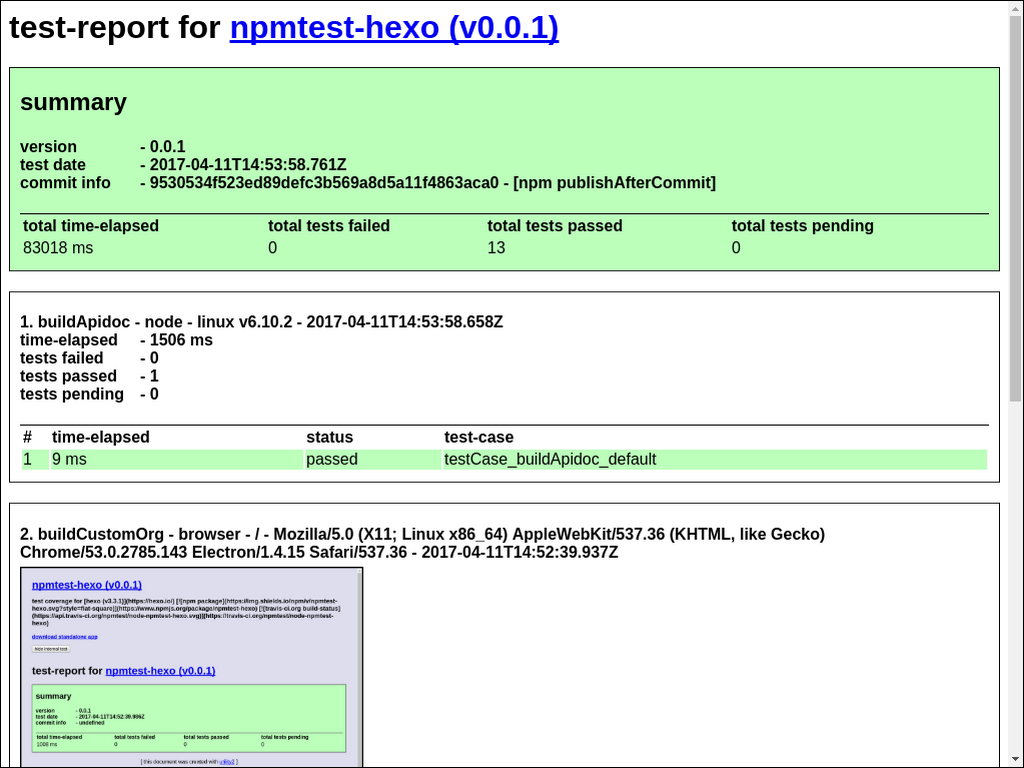 test-report for npmtest-hexo (v0.0.1)
summary
version - 0.0.1
test date - 2017-04-11T14:53:58.761Z
commit info - 9530534f523ed89defc3b569a8d5a11f4863aca0 - [npm publishAfterCommit]
total time-elapsed total tests failed total tests passed total tests pending
83018 ms 0 13 0
1. buildApidoc - node - linux v6.10.2 - 2017-04-11T14:53:58.658Z
time-elapsed - 1506 ms
tests failed - 0
tests passed - 1
tests pending - 0
# time-elapsed status test-case
1 9 ms passed testCase_buildApidoc_default
2. buildCustomOrg - browser - / - Mozilla/5.0 (X11; Linux x86_64) AppleWebKit/537.36 (KHTML, like Gecko)
Chrome/53.0.2785.143 Electron/1.4.15 Safari/537.36 - 2017-04-11T14:52:39.937Z
npmtest-hexo (v0.0.1)
test coverage for [hexo (v3.3.1)](https://hexo.io/) [![npm package](https://img.shields.io/npm/v/npmtest-
hexo.svg?style=flat-square)](https://www.npmjs.org/package/npmtest-hexo) [![travis-ci.org build-status]
(https://api.travis-ci.org/npmtest/node-npmtest-hexo.svg)](https://travis-ci.org/npmtest/node-npmtest-
hexo)
download standalone app
hide internal test
test-report for npmtest-hexo (v0.0.1)
summary
version - 0.0.1
test date - 2017-04-11T14:52:39.986Z
commit info - undefined
total time-elapsed total tests failed total tests passed total tests pending
1008 ms 0 0 0
[ this document was created with utility2 ]